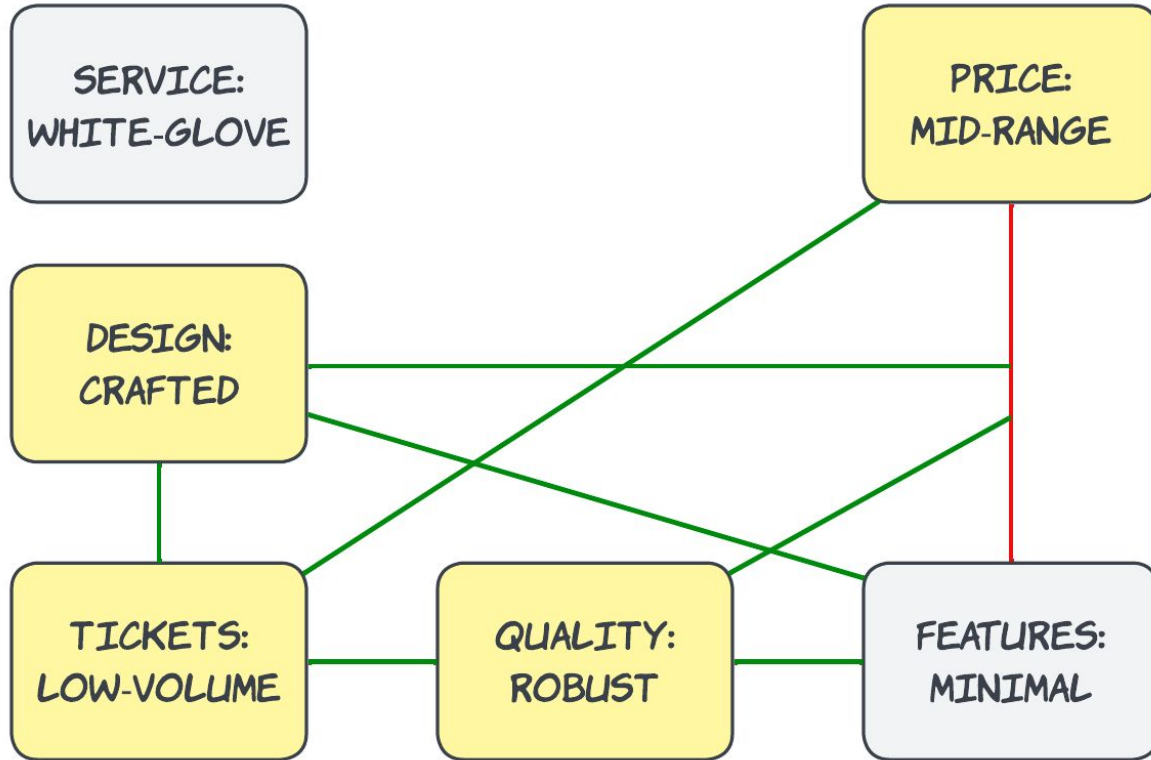 SERVICE:
WHITE-GLOVE
PRICE:
MID-RANGE
DESIGN:
CRAFTED
TICKETS:
LOW-VOLUME
QUALITY:
ROBUST
FEATURES:
MINIMAL